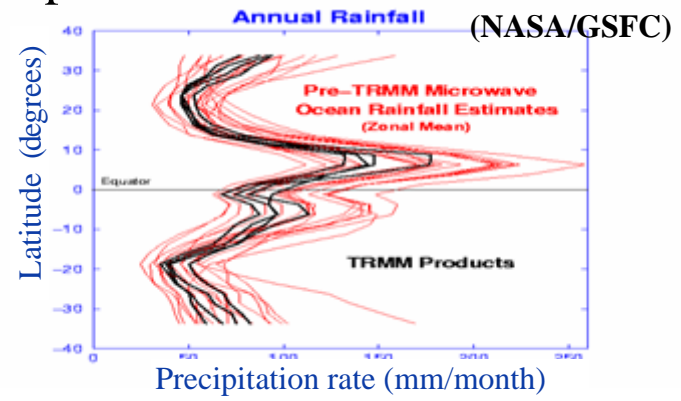 Annual Rainfall
(NASA/GSFC)
Latitude (degrees)
40
30
20
10
0
-10
-20
-30
-40
Pre-TRMM Microwave
Ocean Rainfall Estimates
(Zonal Mean)
Equator
TRMM Products
0
50
100
150
200
250
Precipitation rate (mm/month)